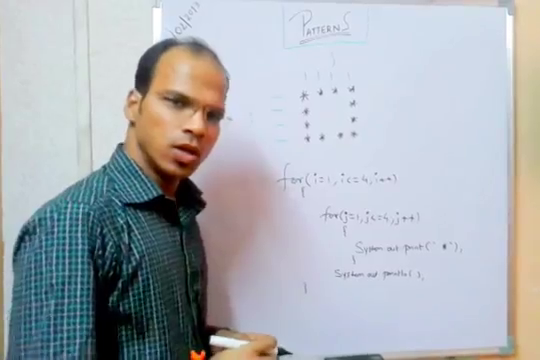 PATTERNS
* * * *
* *
* *
* *
* * * *
for(i=1, i<=4, i++)
{
for(j=1, j<=4, j++)
{
System out print(" * "),
}
System out println( ),
}